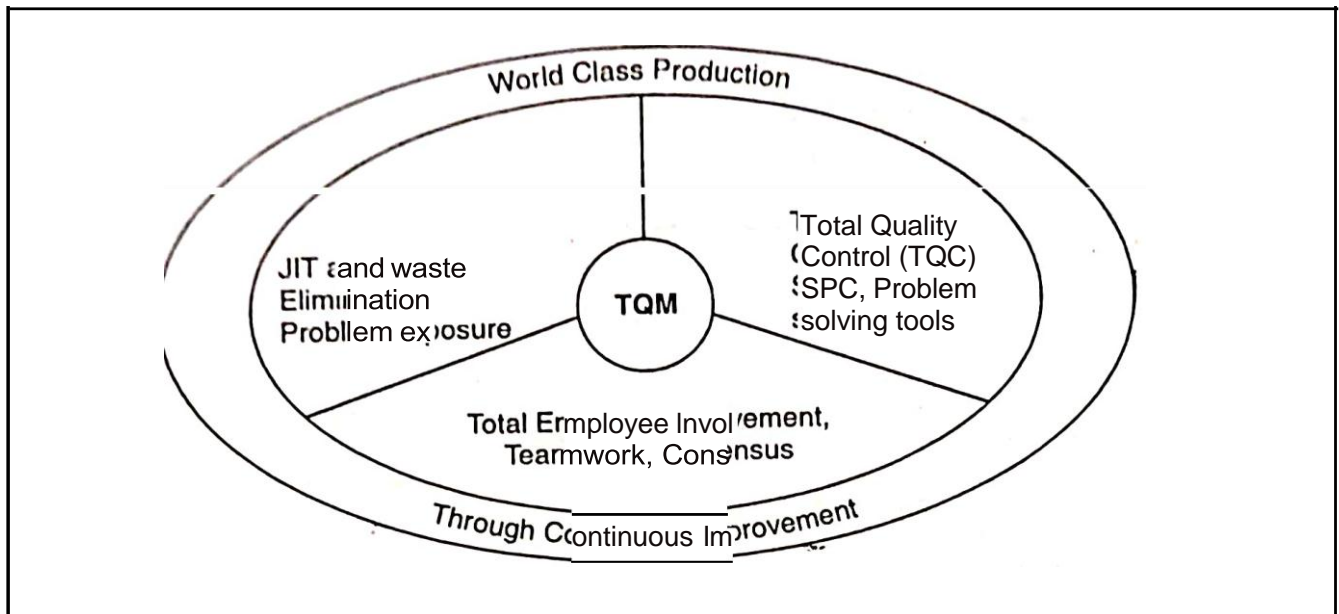 World Class Production
JIT and waste
Elimination
Problem exposure
TQM
Total Quality
Control (TQC)
SPC, Problem
solving tools
Total Employee Involvement,
Teamwork, Consensus
Through Continuous Improvement